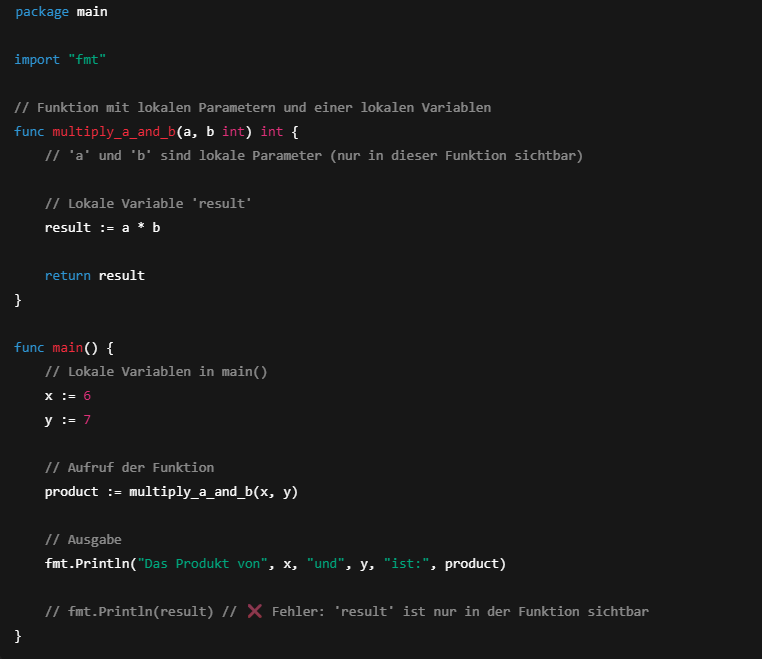 package main
import "fmt"
// Funktion mit lokalen Parametern und einer lokalen Variablen
func multiply_a_and_b(a, b int) int {
    // 'a' und 'b' sind lokale Parameter (nur in dieser Funktion sichtbar)
    // Lokale Variable 'result'
    result := a * b
    return result
}
func main() {
    // Lokale Variablen in main()
    x := 6
    y := 7
    // Aufruf der Funktion
    product := multiply_a_and_b(x, y)
    // Ausgabe
    fmt.Println("Das Produkt von", x, "und", y, "ist:", product)
    // fmt.Println(result) // ❌ Fehler: 'result' ist nur in der Funktion sichtbar
}